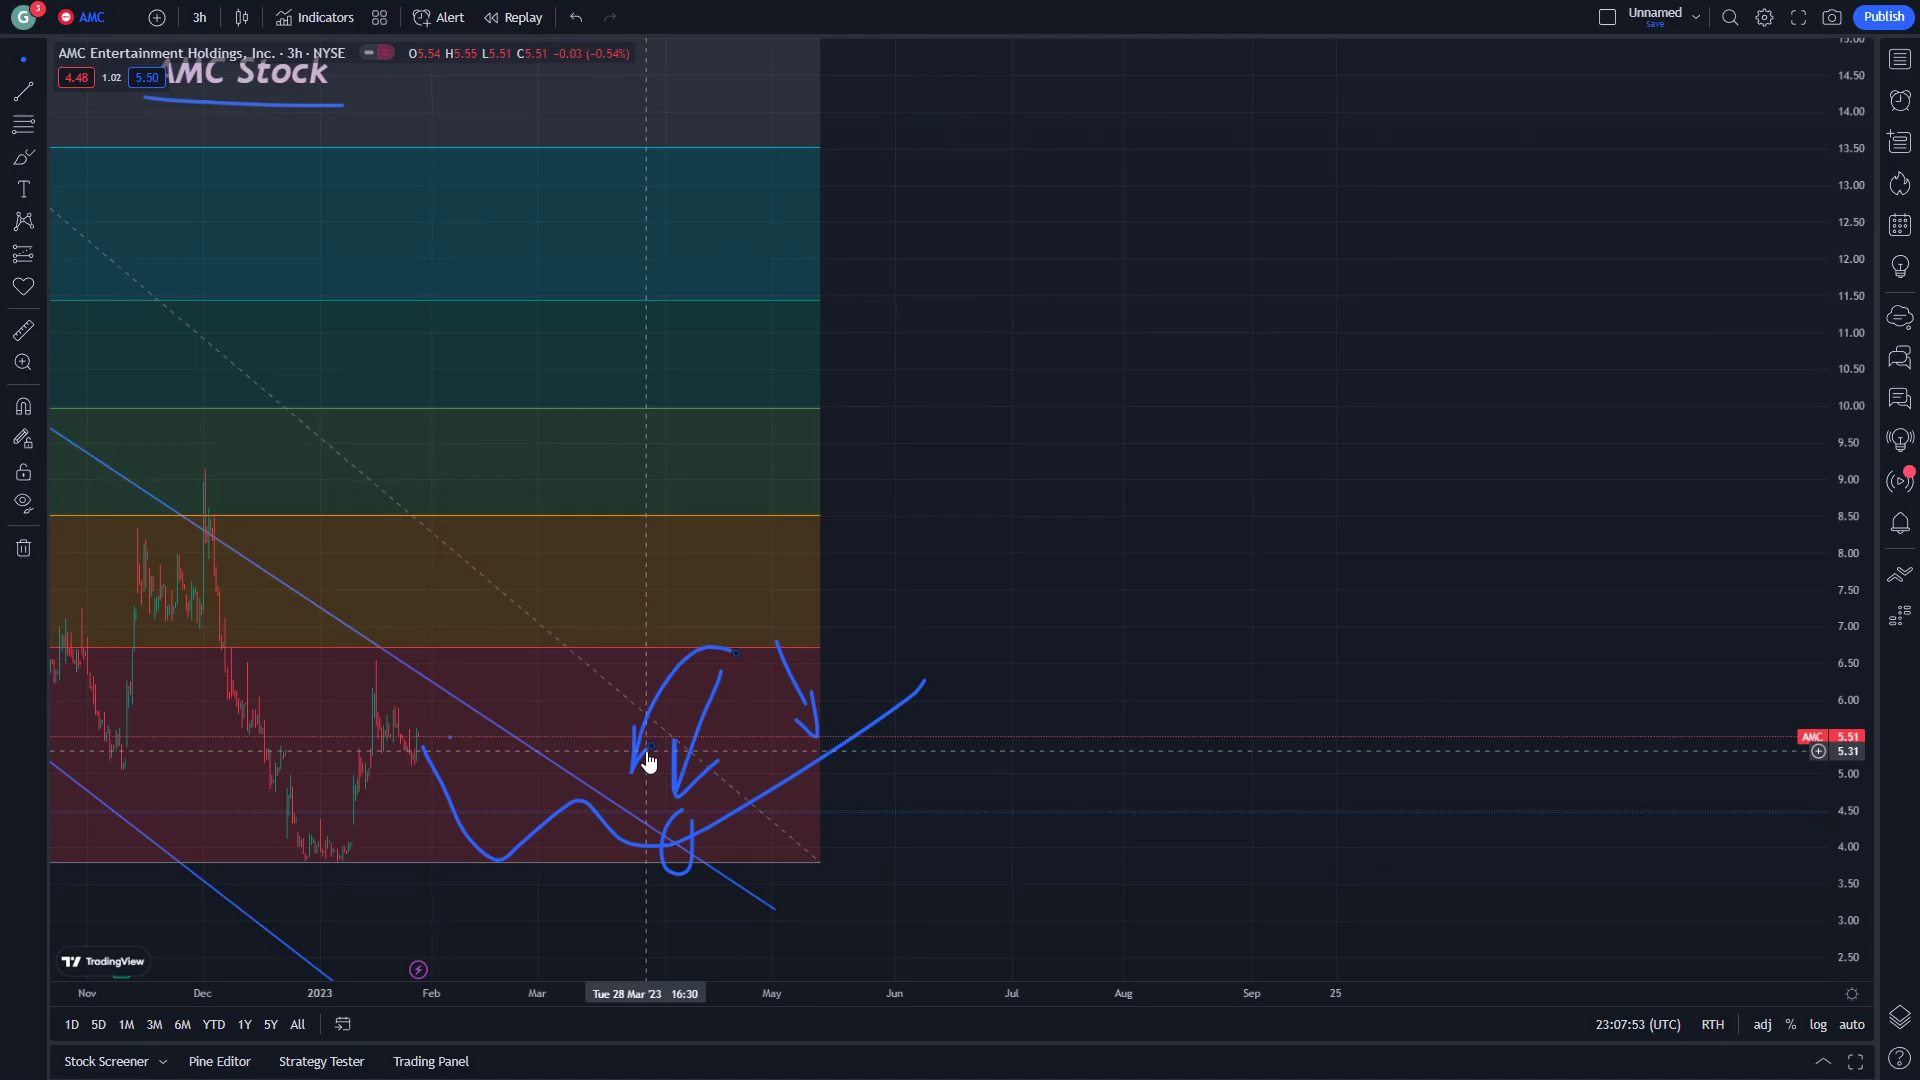 G 3 AMC 3h Indicators Alert Replay Unnamed Save Publish
AMC Entertainment Holdings, Inc. · 3h · NYSE O5.54 H5.55 L5.51 C5.51 -0.03 (-0.54%)
4.48 1.02 5.50
AMC Stock
15.00
14.50
14.00
13.50
13.00
12.50
12.00
11.50
11.00
10.50
10.00
9.50
9.00
8.50
8.00
7.50
7.00
6.50
6.00
AMC 5.51
5.31
5.00
4.50
4.00
3.50
3.00
2.50
TradingView
Nov Dec 2023 Feb Mar Tue 28 Mar '23 16:30 May Jun Jul Aug Sep 25
1D 5D 1M 3M 6M YTD 1Y 5Y All 23:07:53 (UTC) RTH adj % log auto
Stock Screener Pine Editor Strategy Tester Trading Panel